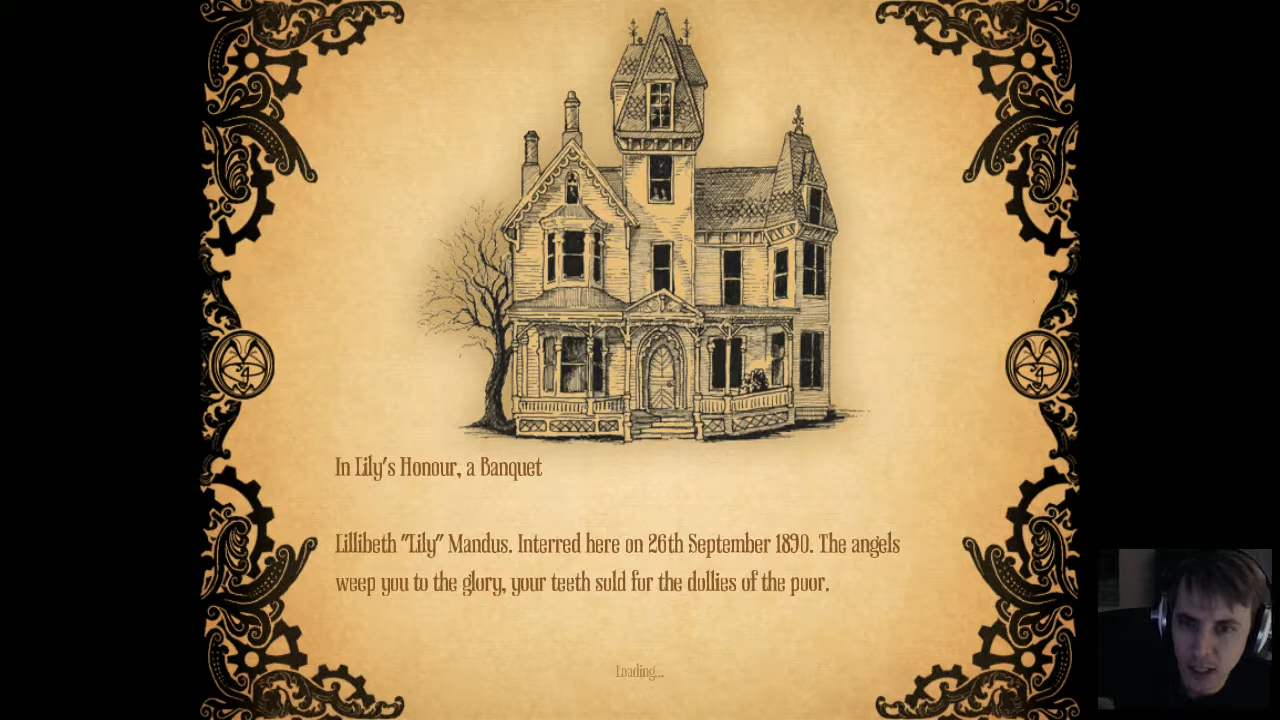 In Lily's Honour, a Banquet
Lillibeth "Lily" Mandus. Interred here on 26th September 1890. The angels
weep you to the glory, your teeth sold for the dollies of the poor.
Loading...